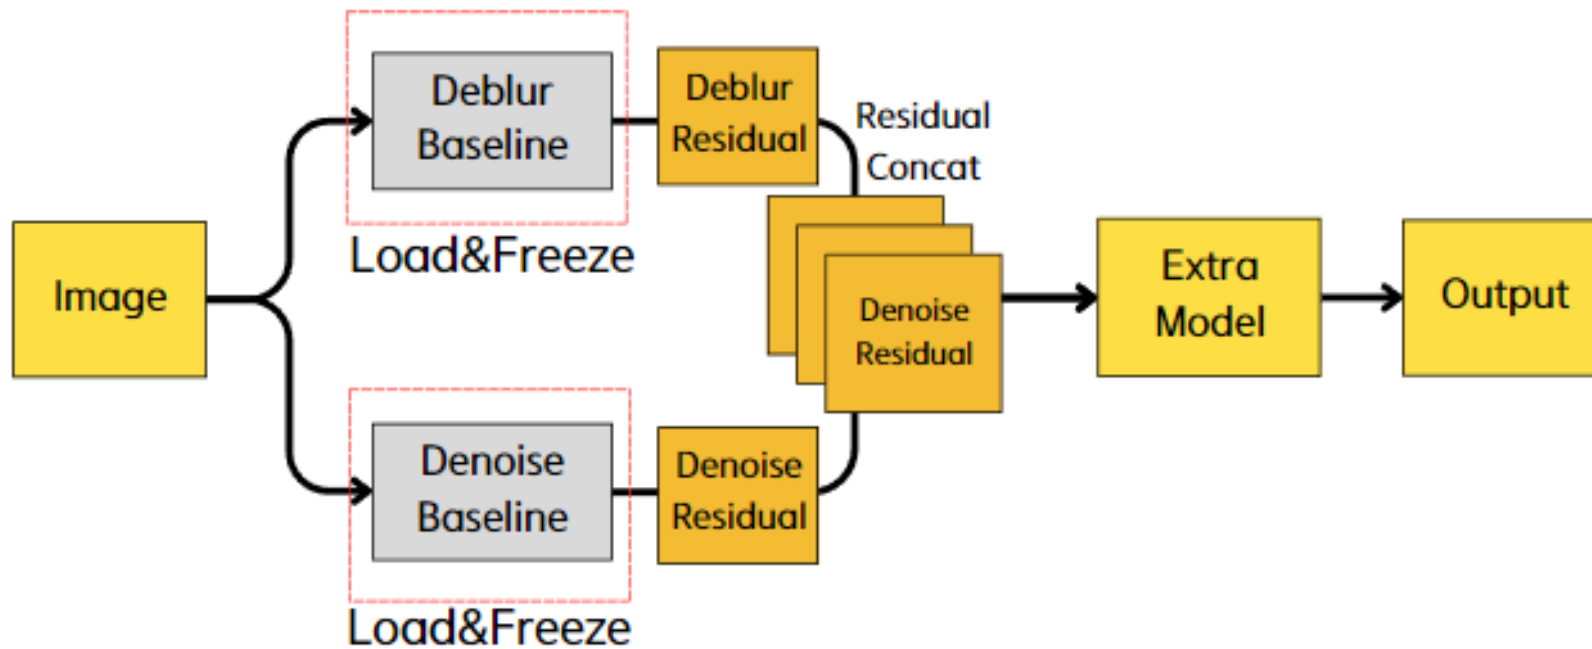 Image
Deblur
Baseline
Load&Freeze
Deblur
Residual
Residual
Concat
Denoise
Residual
Denoise
Baseline
Load&Freeze
Denoise
Residual
Extra
Model
Output